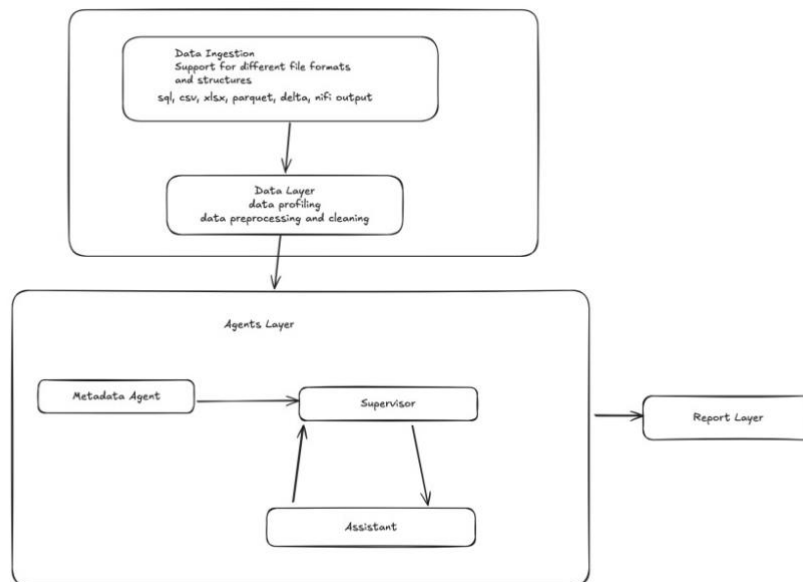 Data Ingestion
Support for different file formats
and structures
sql, csv, xlsx, parquet, delta, nifi output
Data Layer
data profiling
data preprocessing and cleaning
Agents Layer
Metadata Agent
Supervisor
Report Layer
Assistant